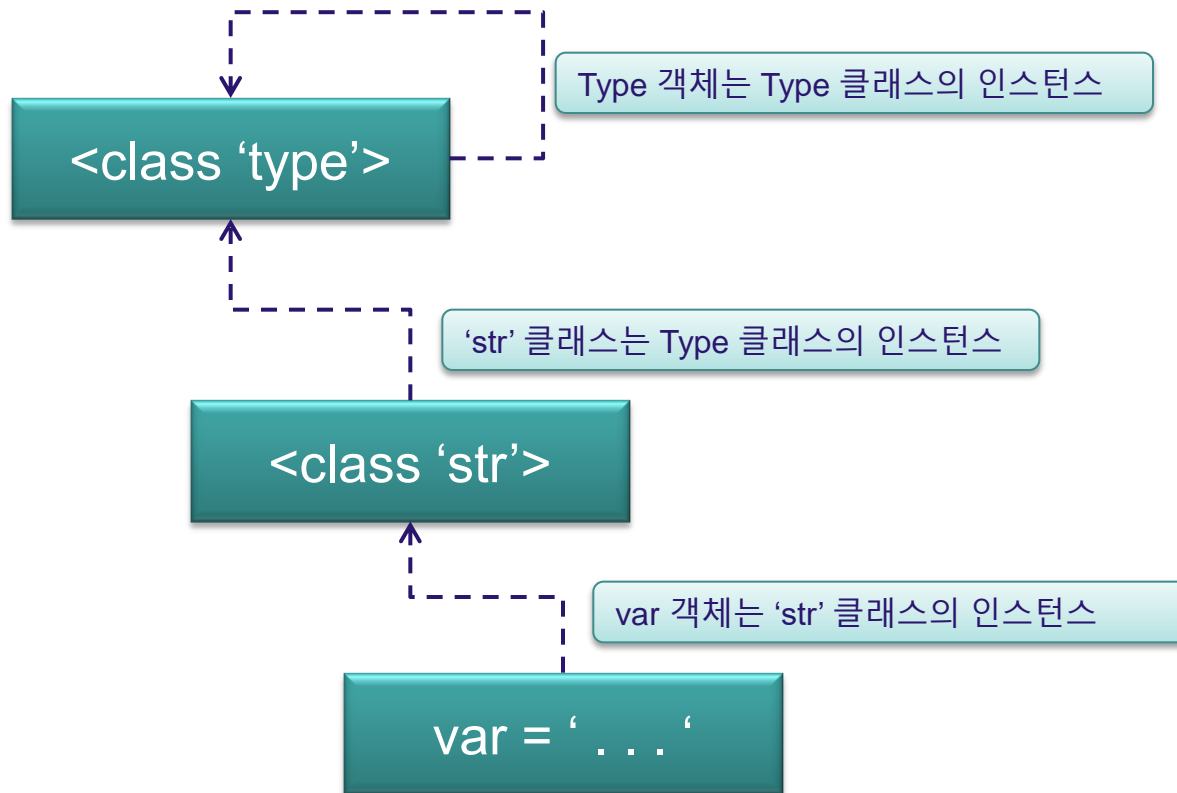 Type 객체는 Type 클래스의 인스턴스
<class ‘type’>
‘str’ 클래스는 Type 클래스의 인스턴스
<class ‘str’>
var 객체는 ‘str’ 클래스의 인스턴스
var = ‘ . . . ‘